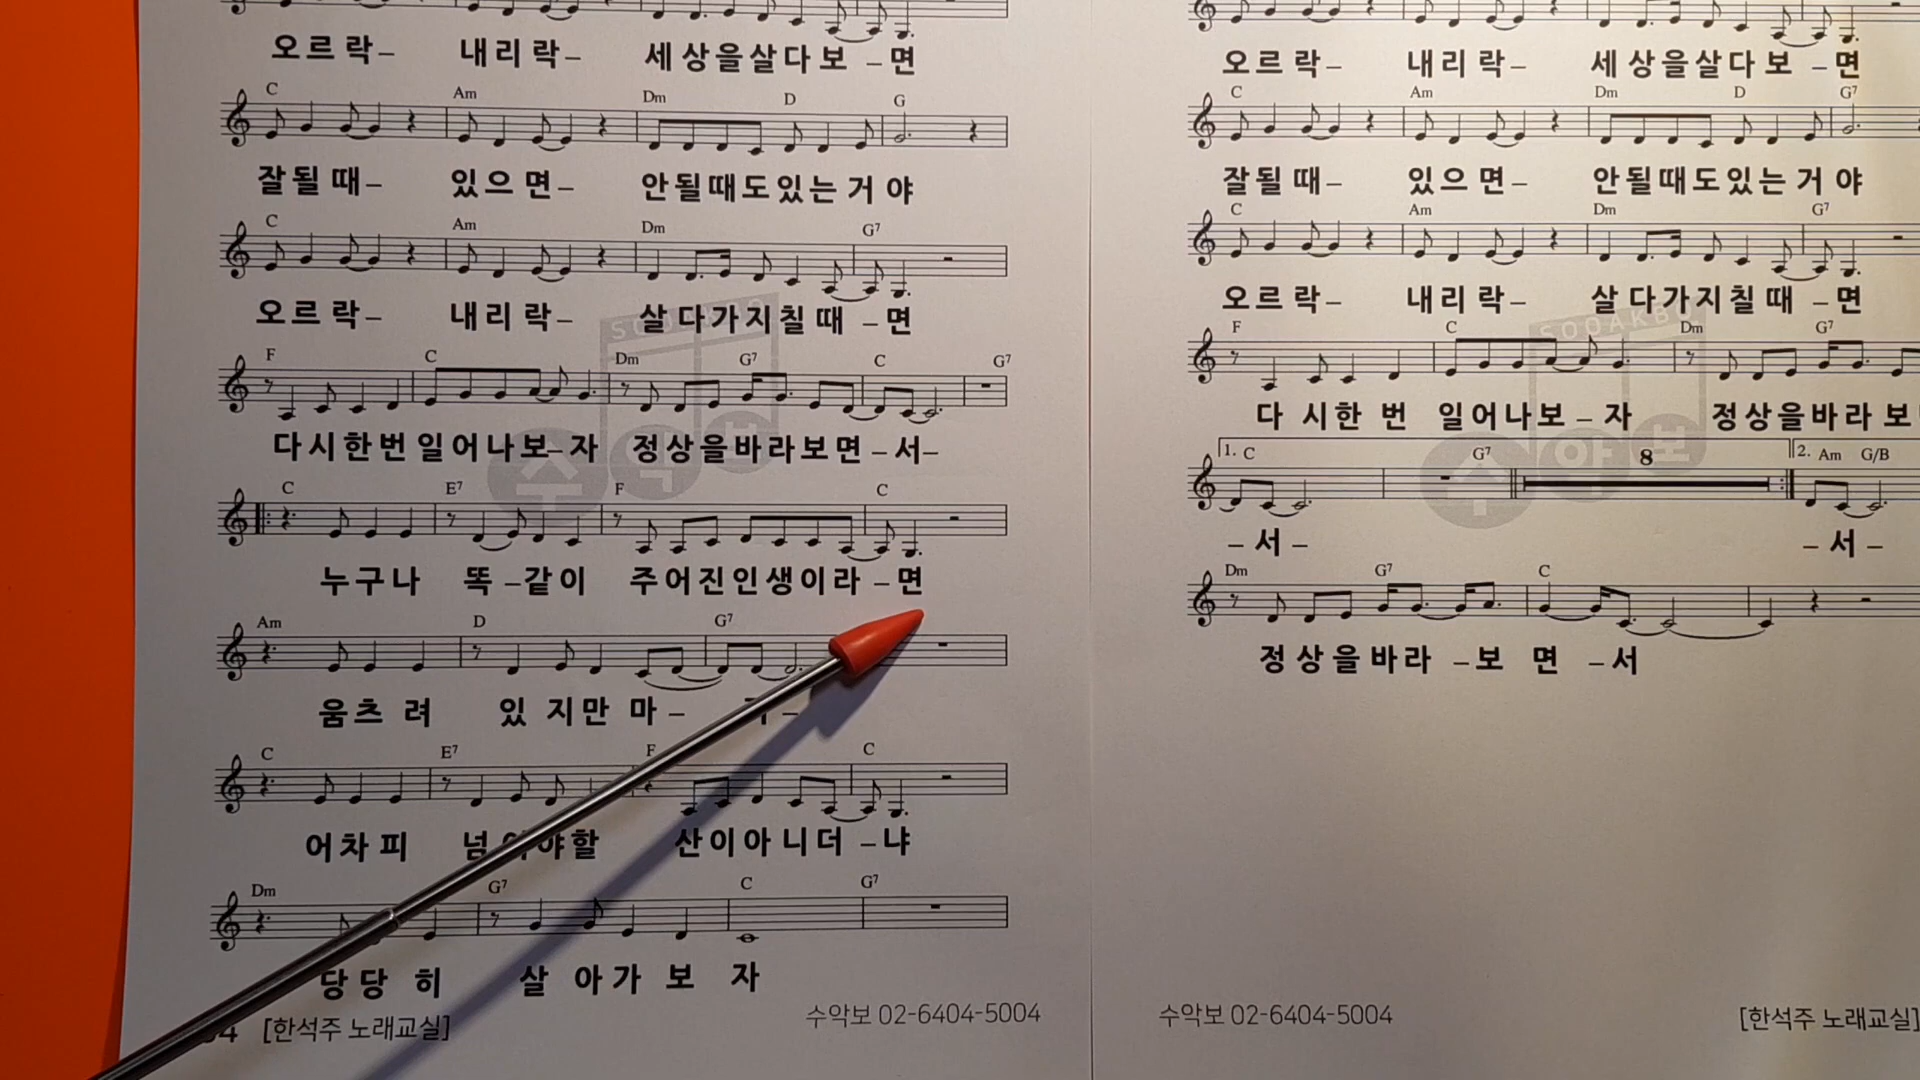 오르락– 내리락– 세상을살다보 –면
C Am Dm D G
잘될때– 있으면– 안될때도있는거야
C Am Dm G7
오르락– 내리락– 살다가지칠때 –면
F C Dm G7 C G7
다시한번일어나보–자 정상을바라보면 –서–
C E7 F C
누구나 똑 –같이 주어진인생이라 –면
Am D G7
움츠려 있지만 마–
C E7 F C
어차피 넘 야할 산이아니더 –냐
Dm G7 C G7
당당히 살아가보자
[한석주 노래교실] 수악보 02-6404-5004
SOOAKBO
수악보
오르락– 내리락– 세상을살다보 –면
C Am Dm D G7
잘될때– 있으면– 안될때도있는거야
C Am Dm G7
오르락– 내리락– 살다가지칠때 –면
F C Dm G7
다시한번 일어나보–자 정상을바라보
1. C G7 8 2. Am G/B
–서– –서–
Dm G7 C
정상을바라 –보면 –서
수악보 02-6404-5004 [한석주 노래교실]
SOOAKBO
수악보